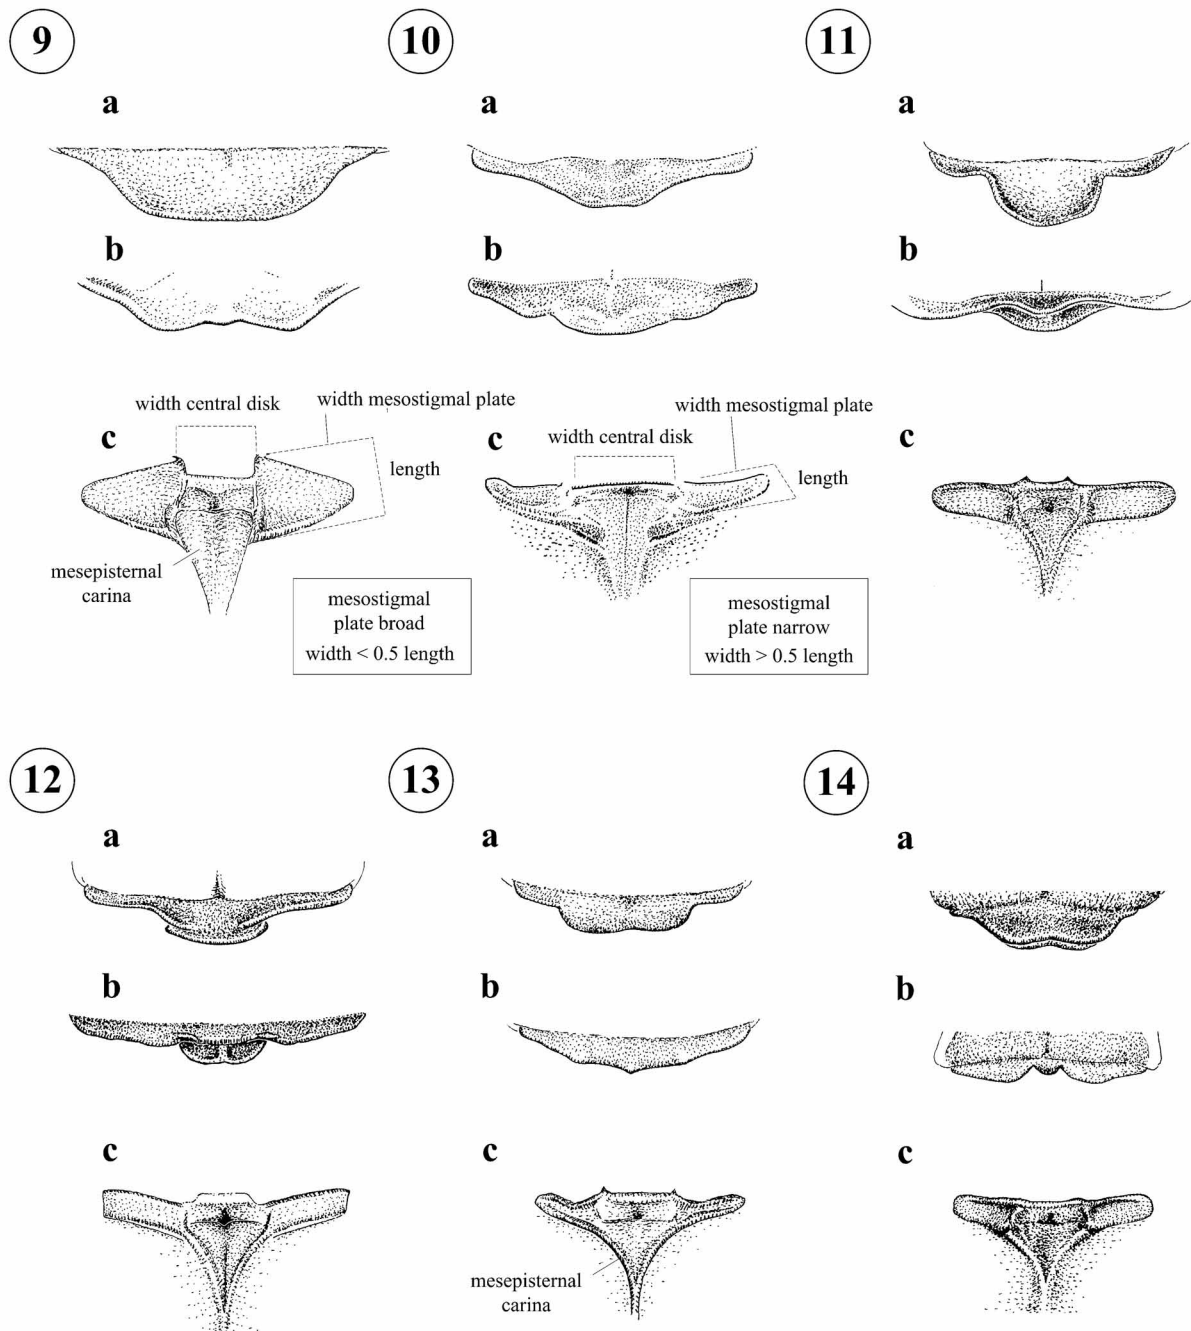 9
10
11
a
a
a
b
b
b
width central disk
width mesostigmal plate
c
length
mesepisternal
carina
mesostigmal
plate broad
width < 0.5 length
width mesostigmal plate
width central disk
c
length
mesostigmal
plate narrow
width > 0.5 length
c
12
13
14
a
a
a
b
b
b
c
c
mesepisternal
carina
c